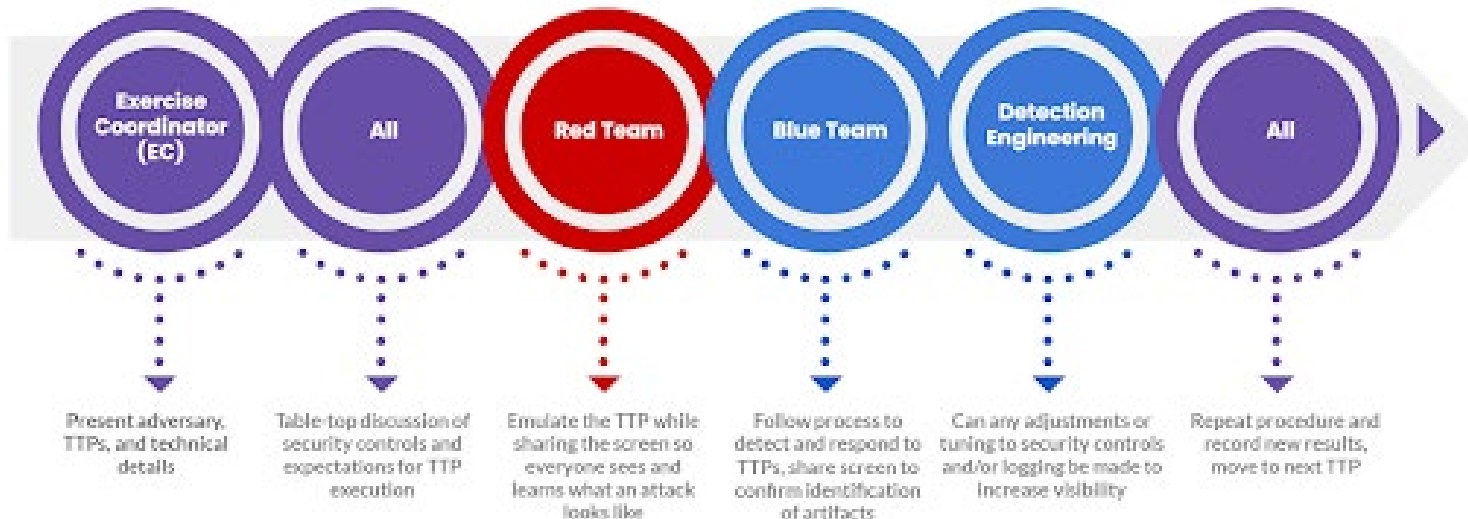 Exercise
Coordinator
(EC)
All
Red Team
Blue Team
Detection
Engineering
All
Present adversary,
TTPs, and technical
details
Table-top discussion of
security controls and
expectations for TTP
execution
Emulate the TTP while
sharing the screen so
everyone sees and
learns what an attack
looks like
Follow process to
detect and respond to
TTPs, share screen to
confirm identification
of artifacts
Can any adjustments or
tuning to security controls
and/or logging be made to
increase visibility
Repeat procedure and
record new results,
move to next TTP